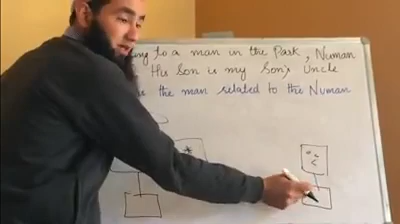 ing to a man in the Park, Numan
His Son is my Son's Uncle
the man related to the Numan